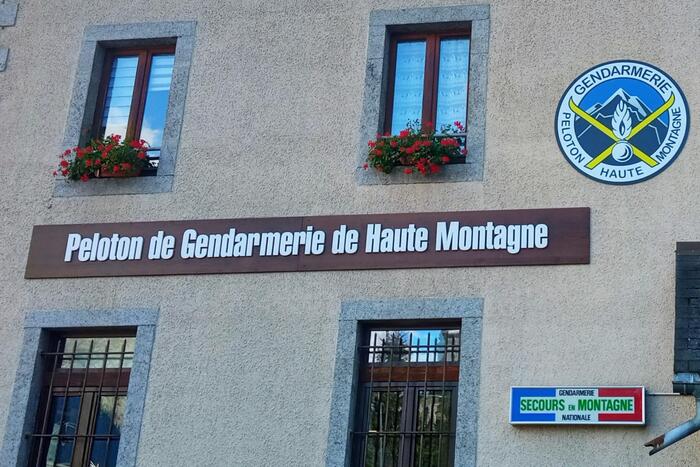 GENDARMERIE
PELOTON HAUTE MONTAGNE
Peloton de Gendarmerie de Haute Montagne
GENDARMERIE
SECOURS EN MONTAGNE
NATIONALE